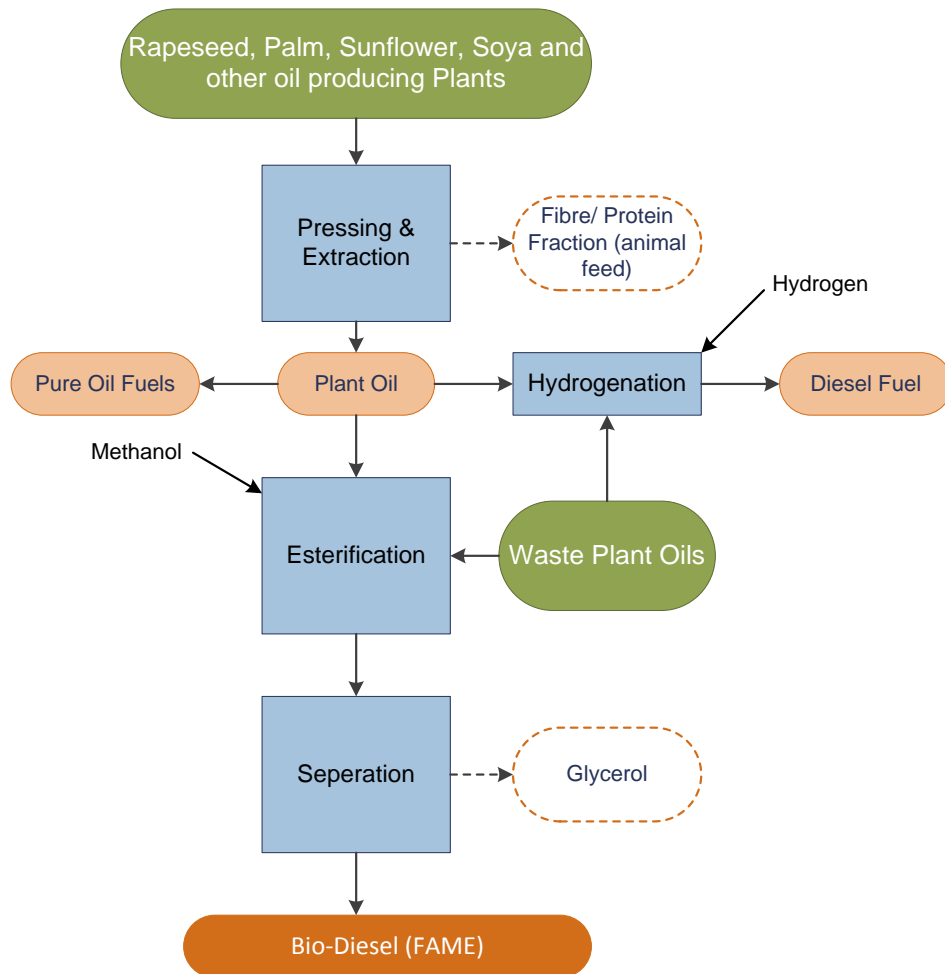 Rapeseed, Palm, Sunflower, Soya and
other oil producing Plants
Pressing &
Extraction
Fibre/ Protein
Fraction (animal
feed)
Hydrogen
Pure Oil Fuels
Plant Oil
Hydrogenation
Diesel Fuel
Methanol
Esterification
Waste Plant Oils
Seperation
Glycerol
Bio-Diesel (FAME)